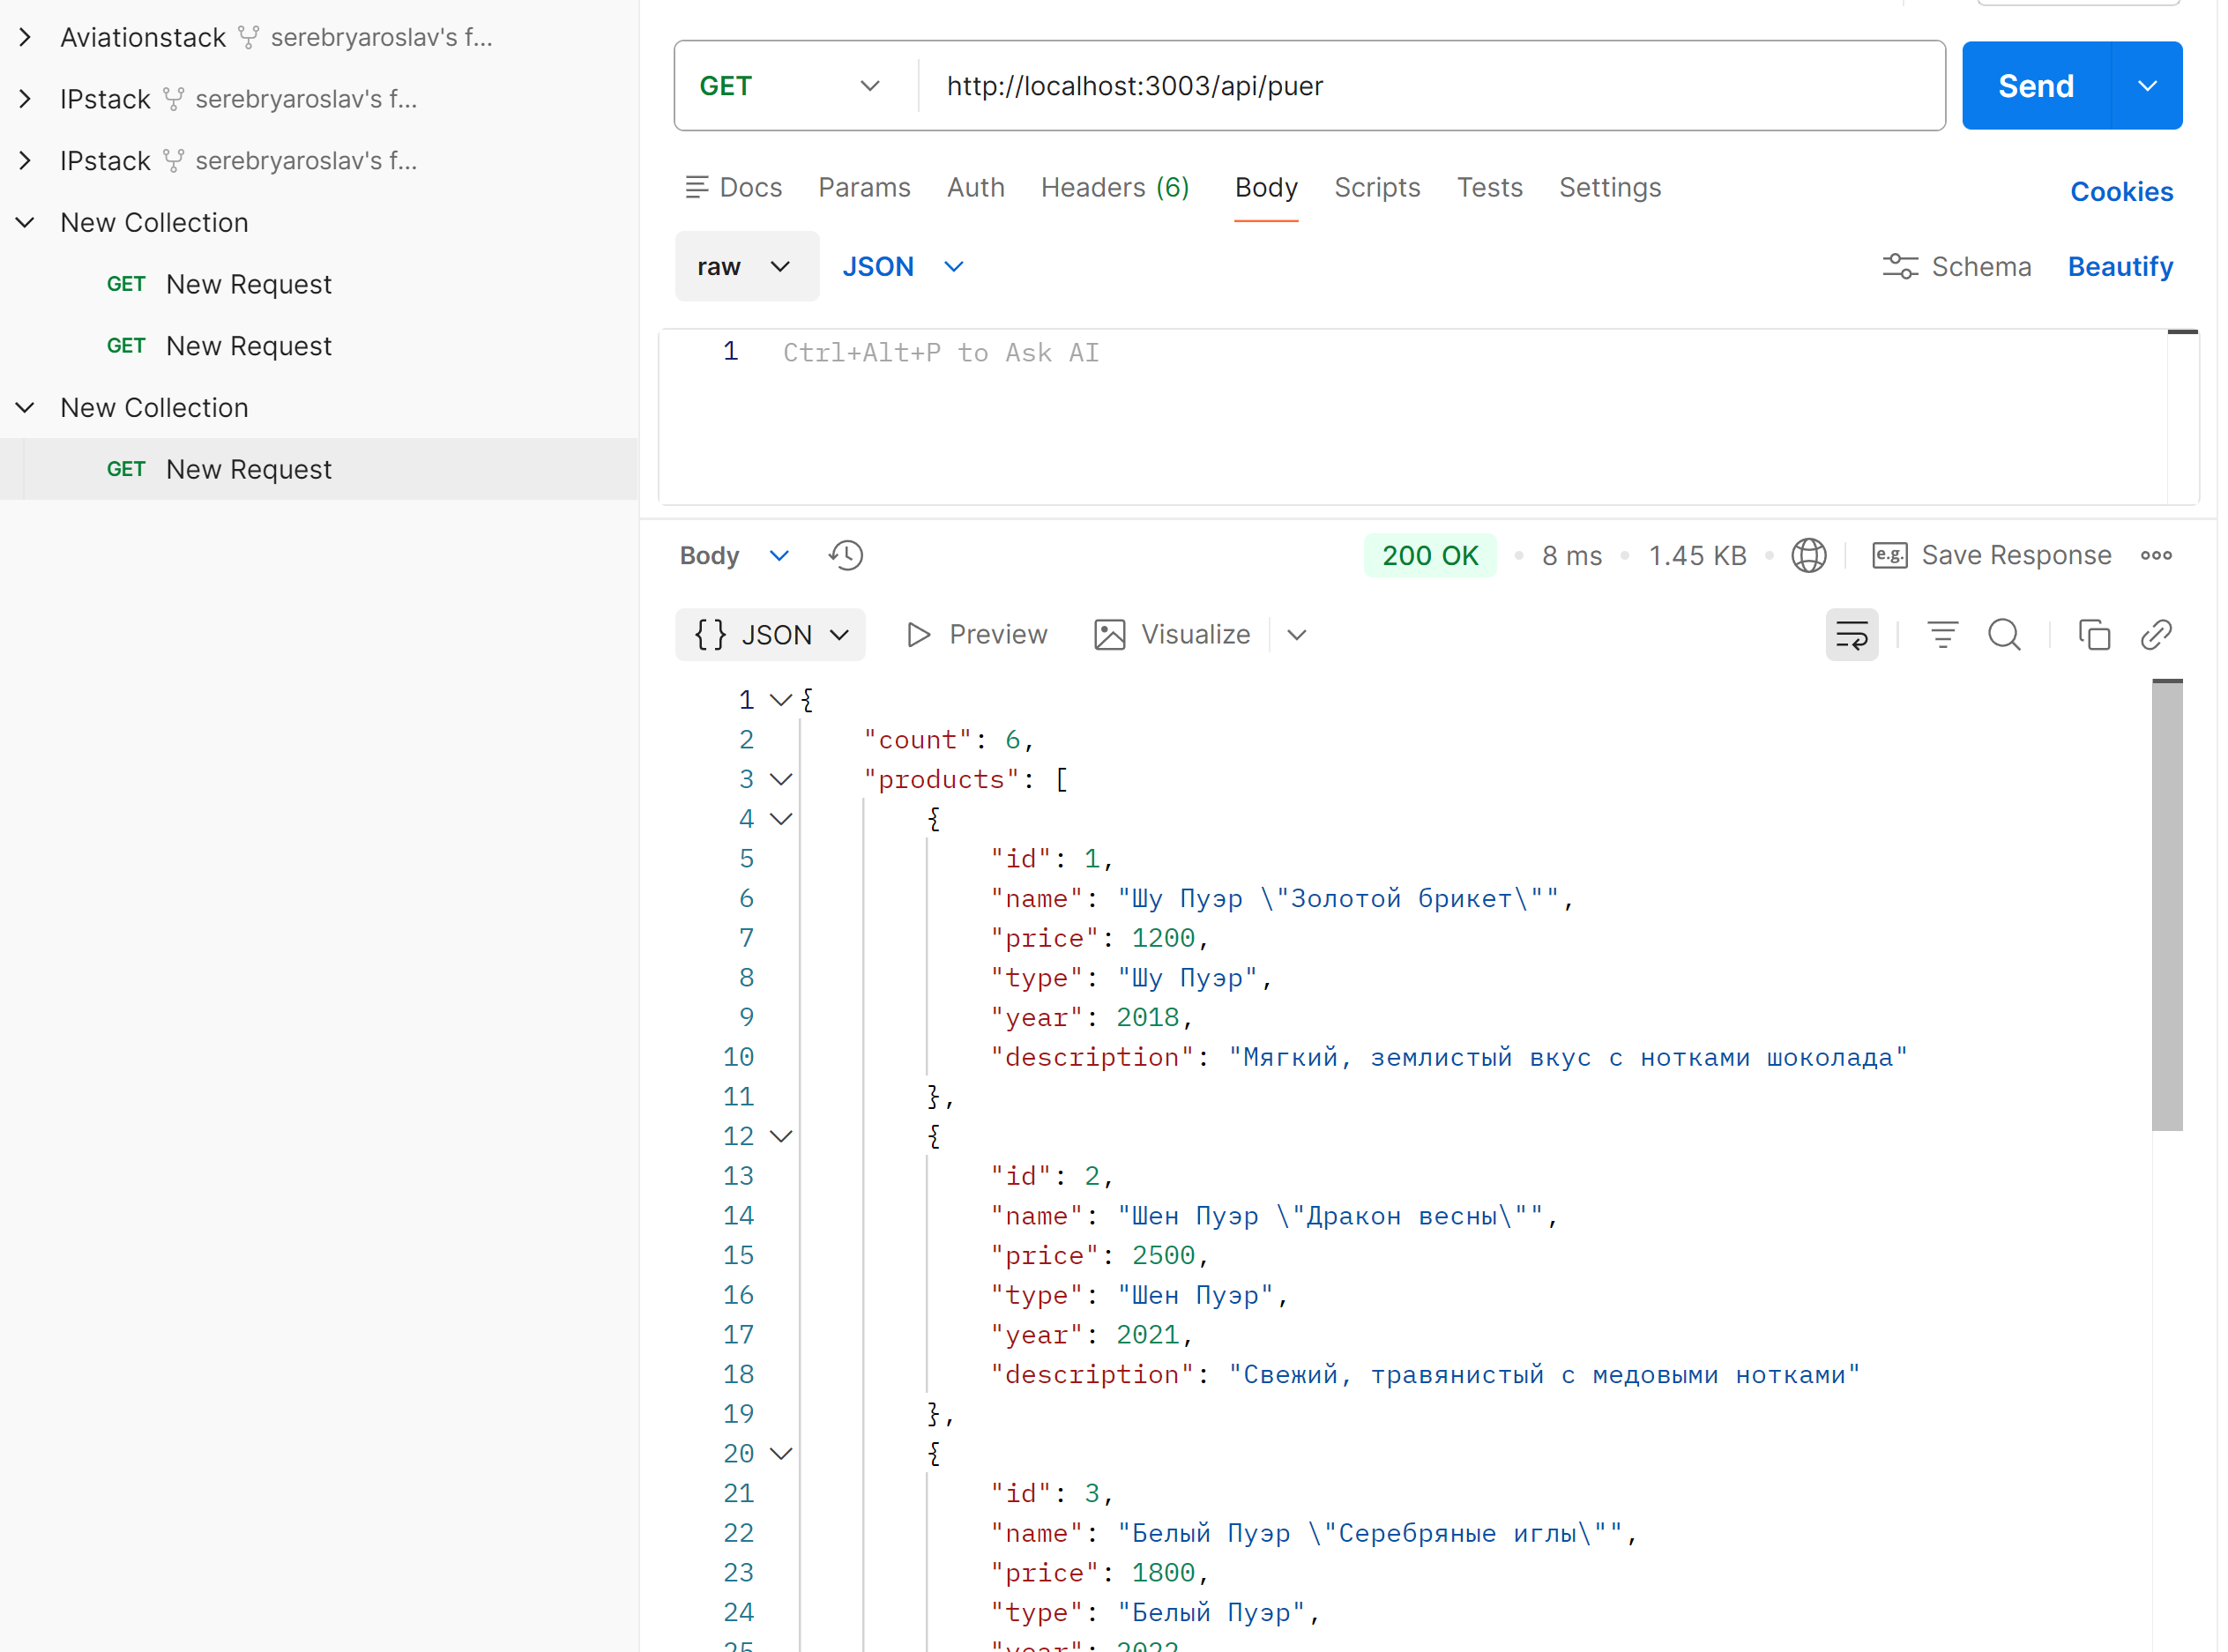 Aviationstack serebryaroslav's f...
IPstack serebryaroslav's f...
IPstack serebryaroslav's f...
New Collection
GET New Request
GET New Request
New Collection
GET New Request
GET http://localhost:3003/api/puer Send
Docs Params Auth Headers (6) Body Scripts Tests Settings Cookies
raw JSON Schema Beautify
1 Ctrl+Alt+P to Ask AI
Body 200 OK 8 ms 1.45 KB e.g. Save Response
{} JSON Preview Visualize
1 {
2 "count": 6,
3 "products": [
4 {
5 "id": 1,
6 "name": "Шу Пуэр \"Золотой брикет\"",
7 "price": 1200,
8 "type": "Шу Пуэр",
9 "year": 2018,
10 "description": "Мягкий, землистый вкус с нотками шоколада"
11 },
12 {
13 "id": 2,
14 "name": "Шен Пуэр \"Дракон весны\"",
15 "price": 2500,
16 "type": "Шен Пуэр",
17 "year": 2021,
18 "description": "Свежий, травянистый с медовыми нотками"
19 },
20 {
21 "id": 3,
22 "name": "Белый Пуэр \"Серебряные иглы\"",
23 "price": 1800,
24 "type": "Белый Пуэр",
25 "year": 2022